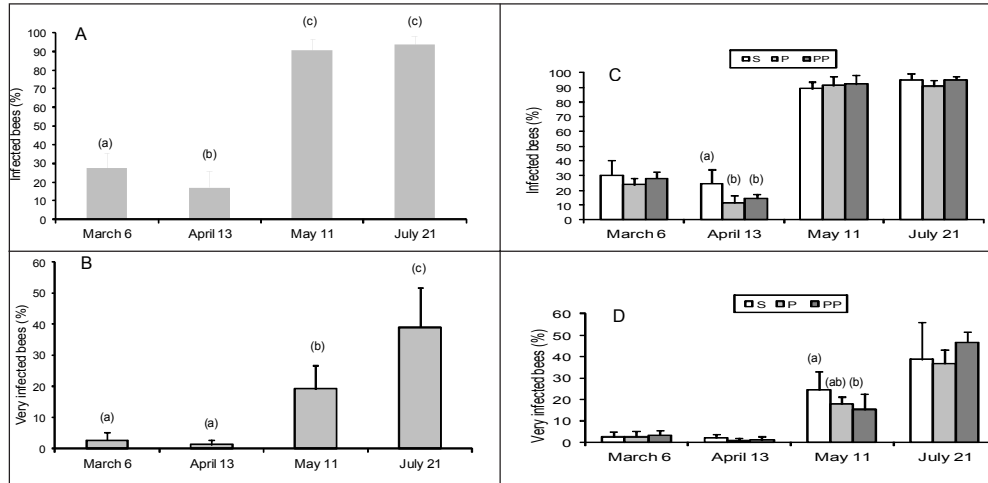 A
Infected bees (%)
100
90
80
70
60
50
40
30
20
10
0
(a)
(b)
(c)
(c)
March 6 April 13 May 11 July 21
B
Very infected bees (%)
60
50
40
30
20
10
0
(a)
(a)
(b)
(c)
March 6 April 13 May 11 July 21
C
S P PP
Infected bees (%)
100
90
80
70
60
50
40
30
20
10
0
(a)
(b) (b)
March 6 April 13 May 11 July 21
D
S P PP
Very infected bees (%)
60
50
40
30
20
10
0
(a)
(ab) (b)
March 6 April 13 May 11 July 21